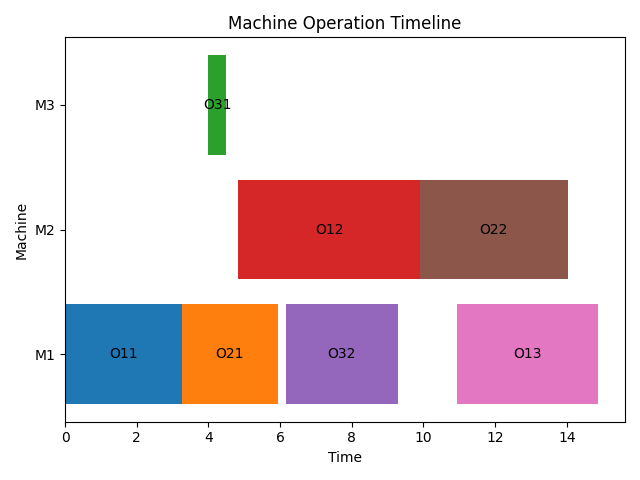 Machine Operation Timeline
Machine
M3
O31
M2
O12 O22
M1
O11 O21 O32 O13
0 2 4 6 8 10 12 14
Time